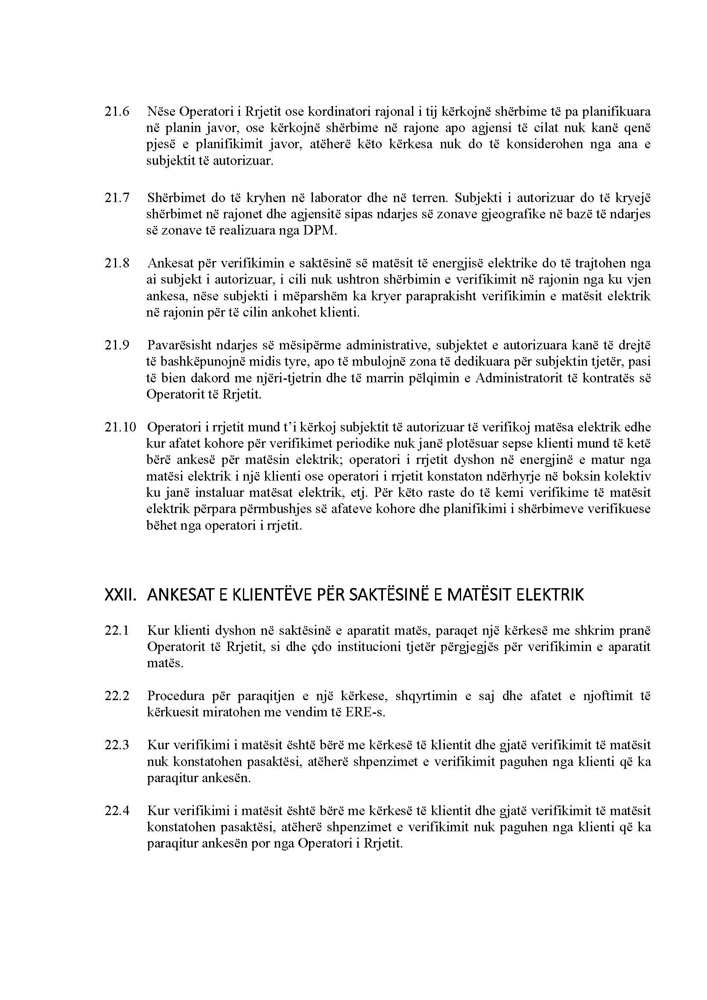 21.6 Nëse Operatori i Rrjetit ose kordinatori rajonal i tij kërkojnë shërbime të pa planifikuara
në planin javor, ose kërkojnë shërbime në rajone apo agjensi të cilat nuk kanë qenë
pjesë e planifikimit javor, atëherë këto kërkesa nuk do të konsiderohen nga ana e
subjektit të autorizuar.
21.7 Shërbimet do të kryhen në laborator dhe në terren. Subjekti i autorizuar do të kryejë
shërbimet në rajonet dhe agjensitë sipas ndarjes së zonave gjeografike në bazë të ndarjes
së zonave të realizuara nga DPM.
21.8 Ankesat për verifikimin e saktësinë së matësit të energjisë elektrike do të trajtohen nga
ai subjekt i autorizuar, i cili nuk ushtron shërbimin e verifikimit në rajonin nga ku vjen
ankesa, nëse subjekti i mëparshëm ka kryer paraprakisht verifikimin e matësit elektrik
në rajonin për të cilin ankohet klienti.
21.9 Pavarësisht ndarjes së mësipërme administrative, subjektet e autorizuara kanë të drejtë
të bashkëpunojnë midis tyre, apo të mbulojnë zona të dedikuara për subjektin tjetër, pasi
të bien dakord me njëri-tjetrin dhe të marrin pëlqimin e Administratorit të kontratës së
Operatorit të Rrjetit.
21.10 Operatori i rrjetit mund t’i kërkoj subjektit të autorizuar të verifikoj matësa elektrik edhe
kur afatet kohore për verifikimet periodike nuk janë plotësuar sepse klienti mund të ketë
bërë ankesë për matësin elektrik; operatori i rrjetit dyshon në energjinë e matur nga
matësi elektrik i një klienti ose operatori i rrjetit konstaton ndërhyrje në boksin kolektiv
ku janë instaluar matësat elektrik, etj. Për këto raste do të kemi verifikime të matësit
elektrik përpara përmbushjes së afateve kohore dhe planifikimi i shërbimeve verifikuese
bëhet nga operatori i rrjetit.
XXII. ANKESAT E KLIENTËVE PËR SAKTËSINË E MATËSIT ELEKTRIK
22.1 Kur klienti dyshon në saktësinë e aparatit matës, paraqet një kërkesë me shkrim pranë
Operatorit të Rrjetit, si dhe çdo institucioni tjetër përgjegjës për verifikimin e aparatit
matës.
22.2 Procedura për paraqitjen e një kërkese, shqyrtimin e saj dhe afatet e njoftimit të
kërkuesit miratohen me vendim të ERE-s.
22.3 Kur verifikimi i matësit është bërë me kërkesë të klientit dhe gjatë verifikimit të matësit
nuk konstatohen pasaktësi, atëherë shpenzimet e verifikimit paguhen nga klienti që ka
paraqitur ankesën.
22.4 Kur verifikimi i matësit është bërë me kërkesë të klientit dhe gjatë verifikimit të matësit
konstatohen pasaktësi, atëherë shpenzimet e verifikimit nuk paguhen nga klienti që ka
paraqitur ankesën por nga Operatori i Rrjetit.